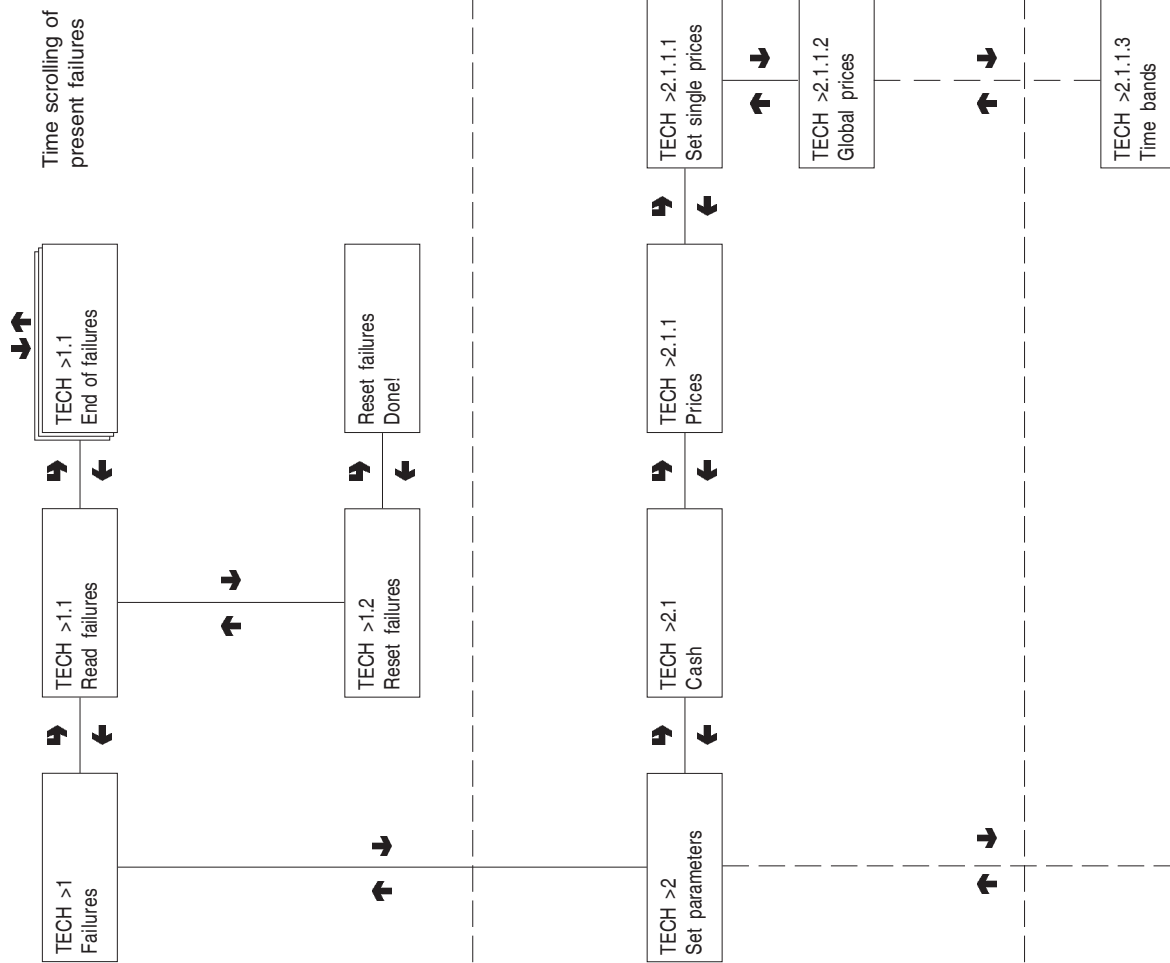 TECH >1
Failures
TECH >1.1
Read failures
TECH >1.1
End of failures
Time scrolling of
present failures
TECH >1.2
Reset failures
Reset failures
Done!
TECH >2
Set parameters
TECH >2.1
Cash
TECH >2.1.1
Prices
TECH >2.1.1.1
Set single prices
TECH >2.1.1.2
Global prices
TECH >2.1.1.3
Time bands